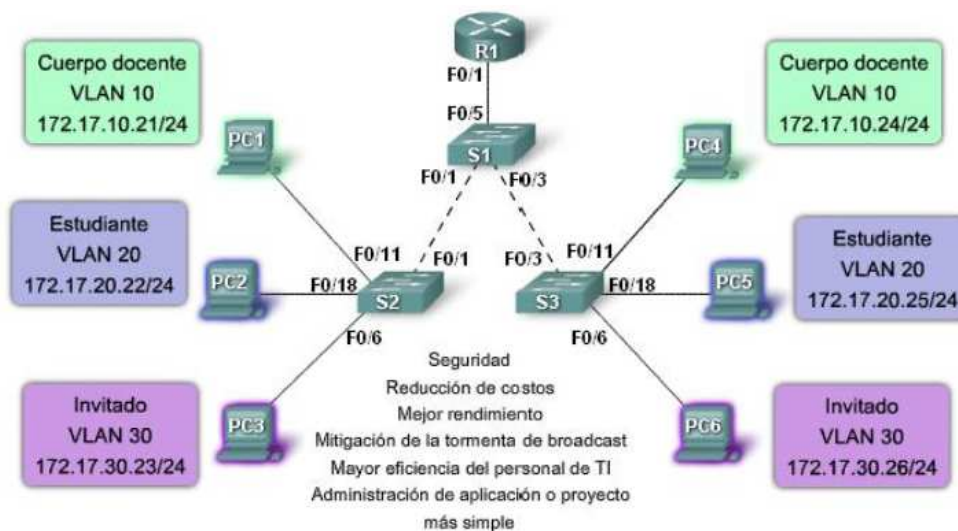 R1
F0/1
F0/5
S1
F0/1
F0/3
Cuerpo docente
VLAN 10
172.17.10.21/24
PC1
Cuerpo docente
VLAN 10
172.17.10.24/24
PC4
Estudiante
VLAN 20
172.17.20.22/24
PC2
F0/11
F0/18
F0/1
S2
F0/6
F0/3
F0/11
F0/18
S3
F0/6
Estudiante
VLAN 20
172.17.20.25/24
PC5
Invitado
VLAN 30
172.17.30.23/24
PC3
Seguridad
Reducción de costos
Mejor rendimiento
Mitigación de la tormenta de broadcast
Mayor eficiencia del personal de TI
Administración de aplicación o proyecto
más simple
PC6
Invitado
VLAN 30
172.17.30.26/24